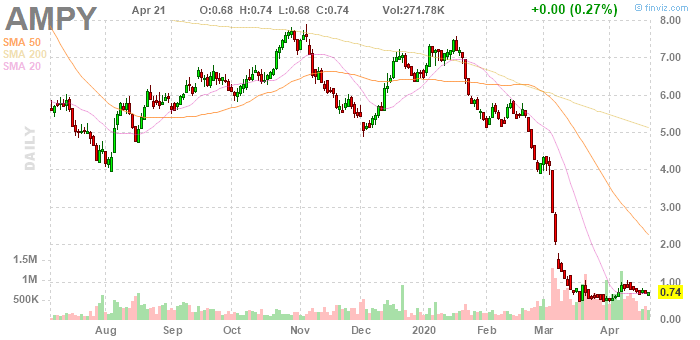 AMPY Apr 21 O:0.68 H:0.74 L:0.68 C:0.74 Vol:271.78K +0.00 (0.27%) © finviz.com
SMA 50
SMA 200
SMA 20
DAILY
8.00
7.00
6.00
5.00
4.00
3.00
2.00
1.00
0.74
0.00
1.5M
1M
500K
Aug Sep Oct Nov Dec 2020 Feb Mar Apr